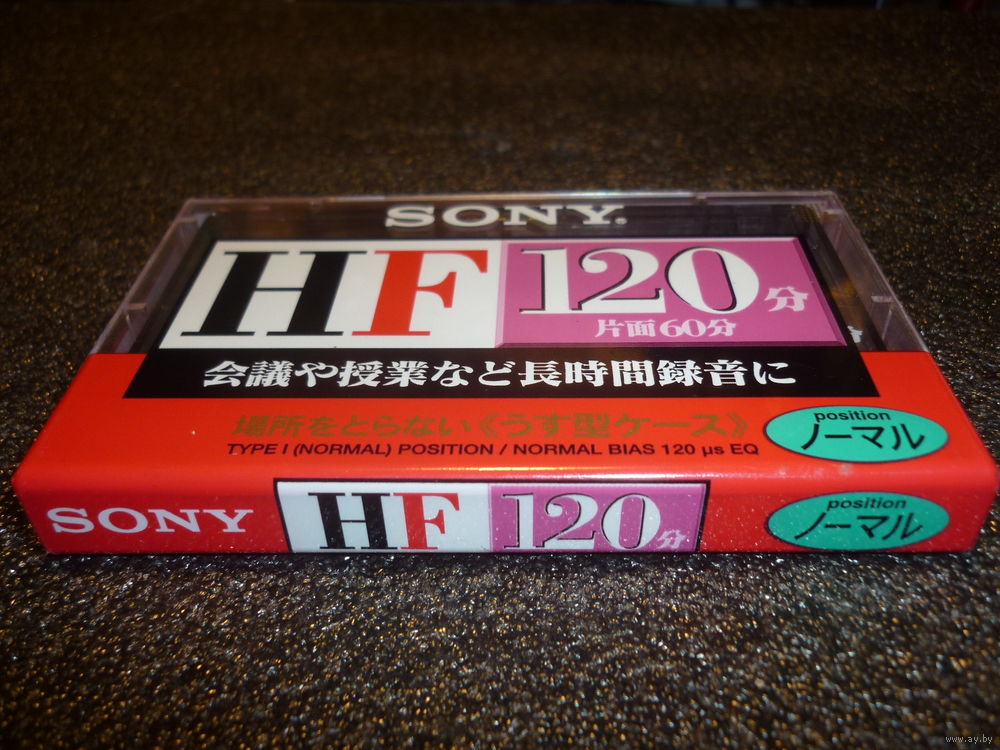 SONY®
HF 120分
片面60分
会議や授業など長時間録音に
場所をとらない《うす型ケース》
position
ノーマル
TYPE I (NORMAL) POSITION / NORMAL BIAS 120 μs EQ
SONY HF 120分
position
ノーマル
www.ay.by